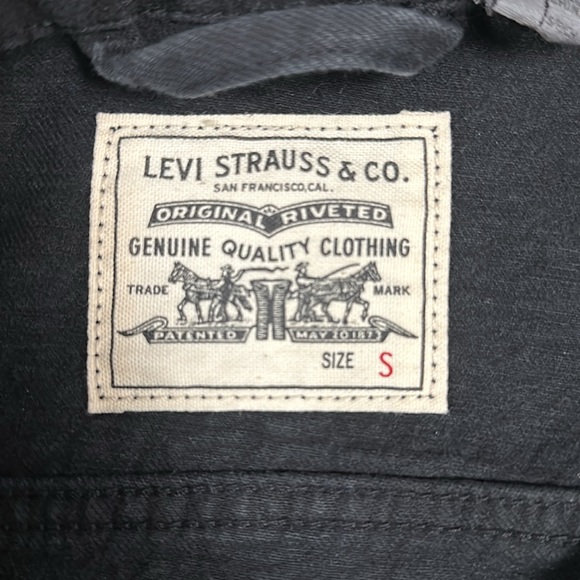 LEVI STRAUSS & CO.
SAN FRANCISCO, CAL.
ORIGINAL RIVETED
GENUINE QUALITY CLOTHING
TRADE MARK
PATENTED MAY 20 1873
SIZE S